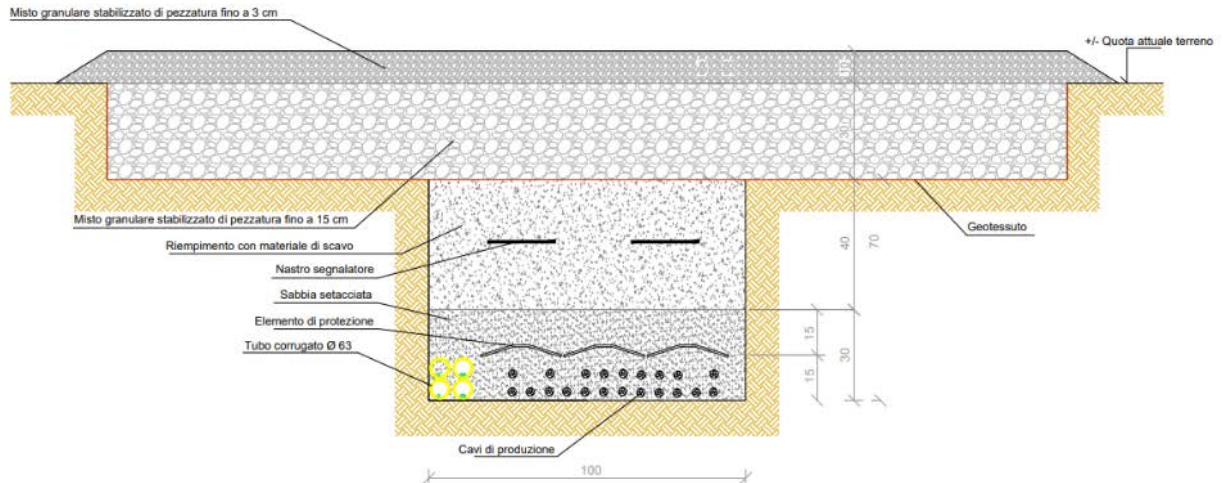 Misto granulare stabilizzato di pezzatura fino a 3 cm
+/- Quota attuale terreno
10
30
Misto granulare stabilizzato di pezzatura fino a 15 cm
Geotessuto
Riempimento con materiale di scavo
40
70
Nastro segnalatore
Sabbia setacciata
Elemento di protezione
15
30
Tubo corrugato Ø 63
15
Cavi di produzione
100